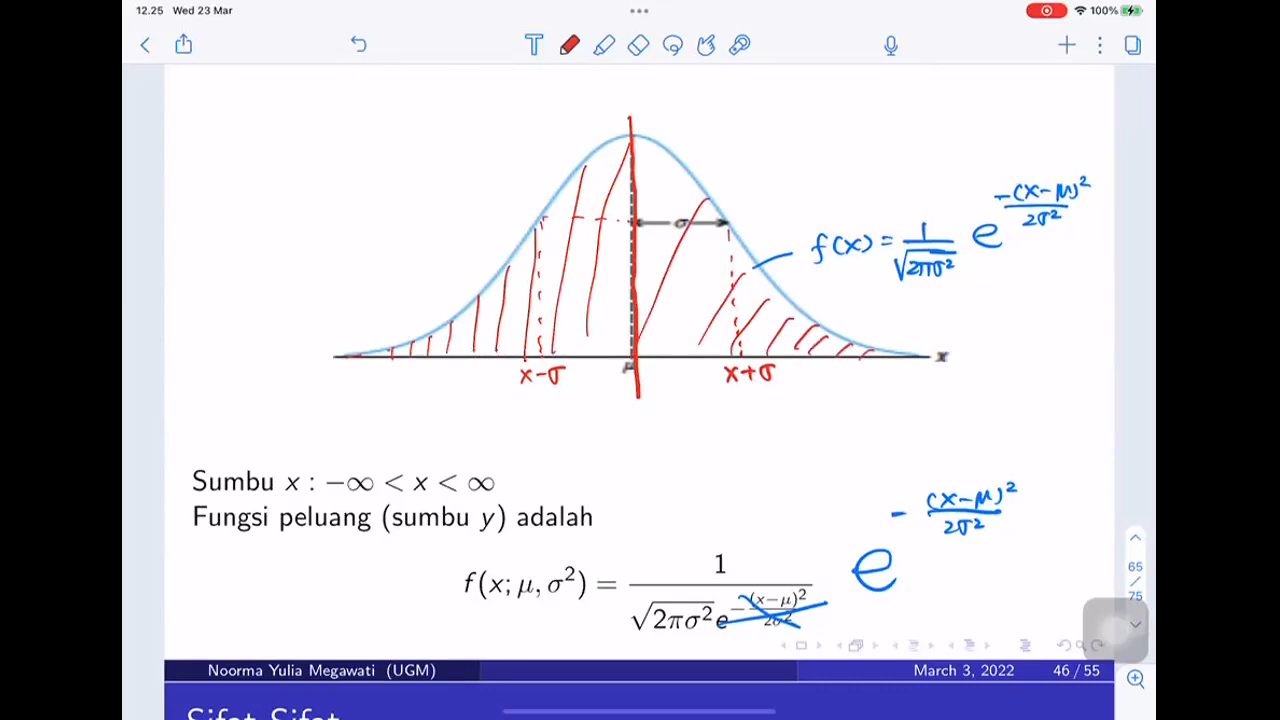 12.25 Wed 23 Mar
100%
σ
f(x) = 1/√2πσ² e^-(x-μ)²/2σ²
x
x-σ μ x+σ
Sumbu x : −∞ < x < ∞
Fungsi peluang (sumbu y) adalah
f(x; μ, σ²) = 1/√2πσ² e^−(x−μ)²/2σ² e^-(x-μ)²/2σ²
65
/
75
Noorma Yulia Megawati (UGM) March 3, 2022 46 / 55
Sifat-Sifat